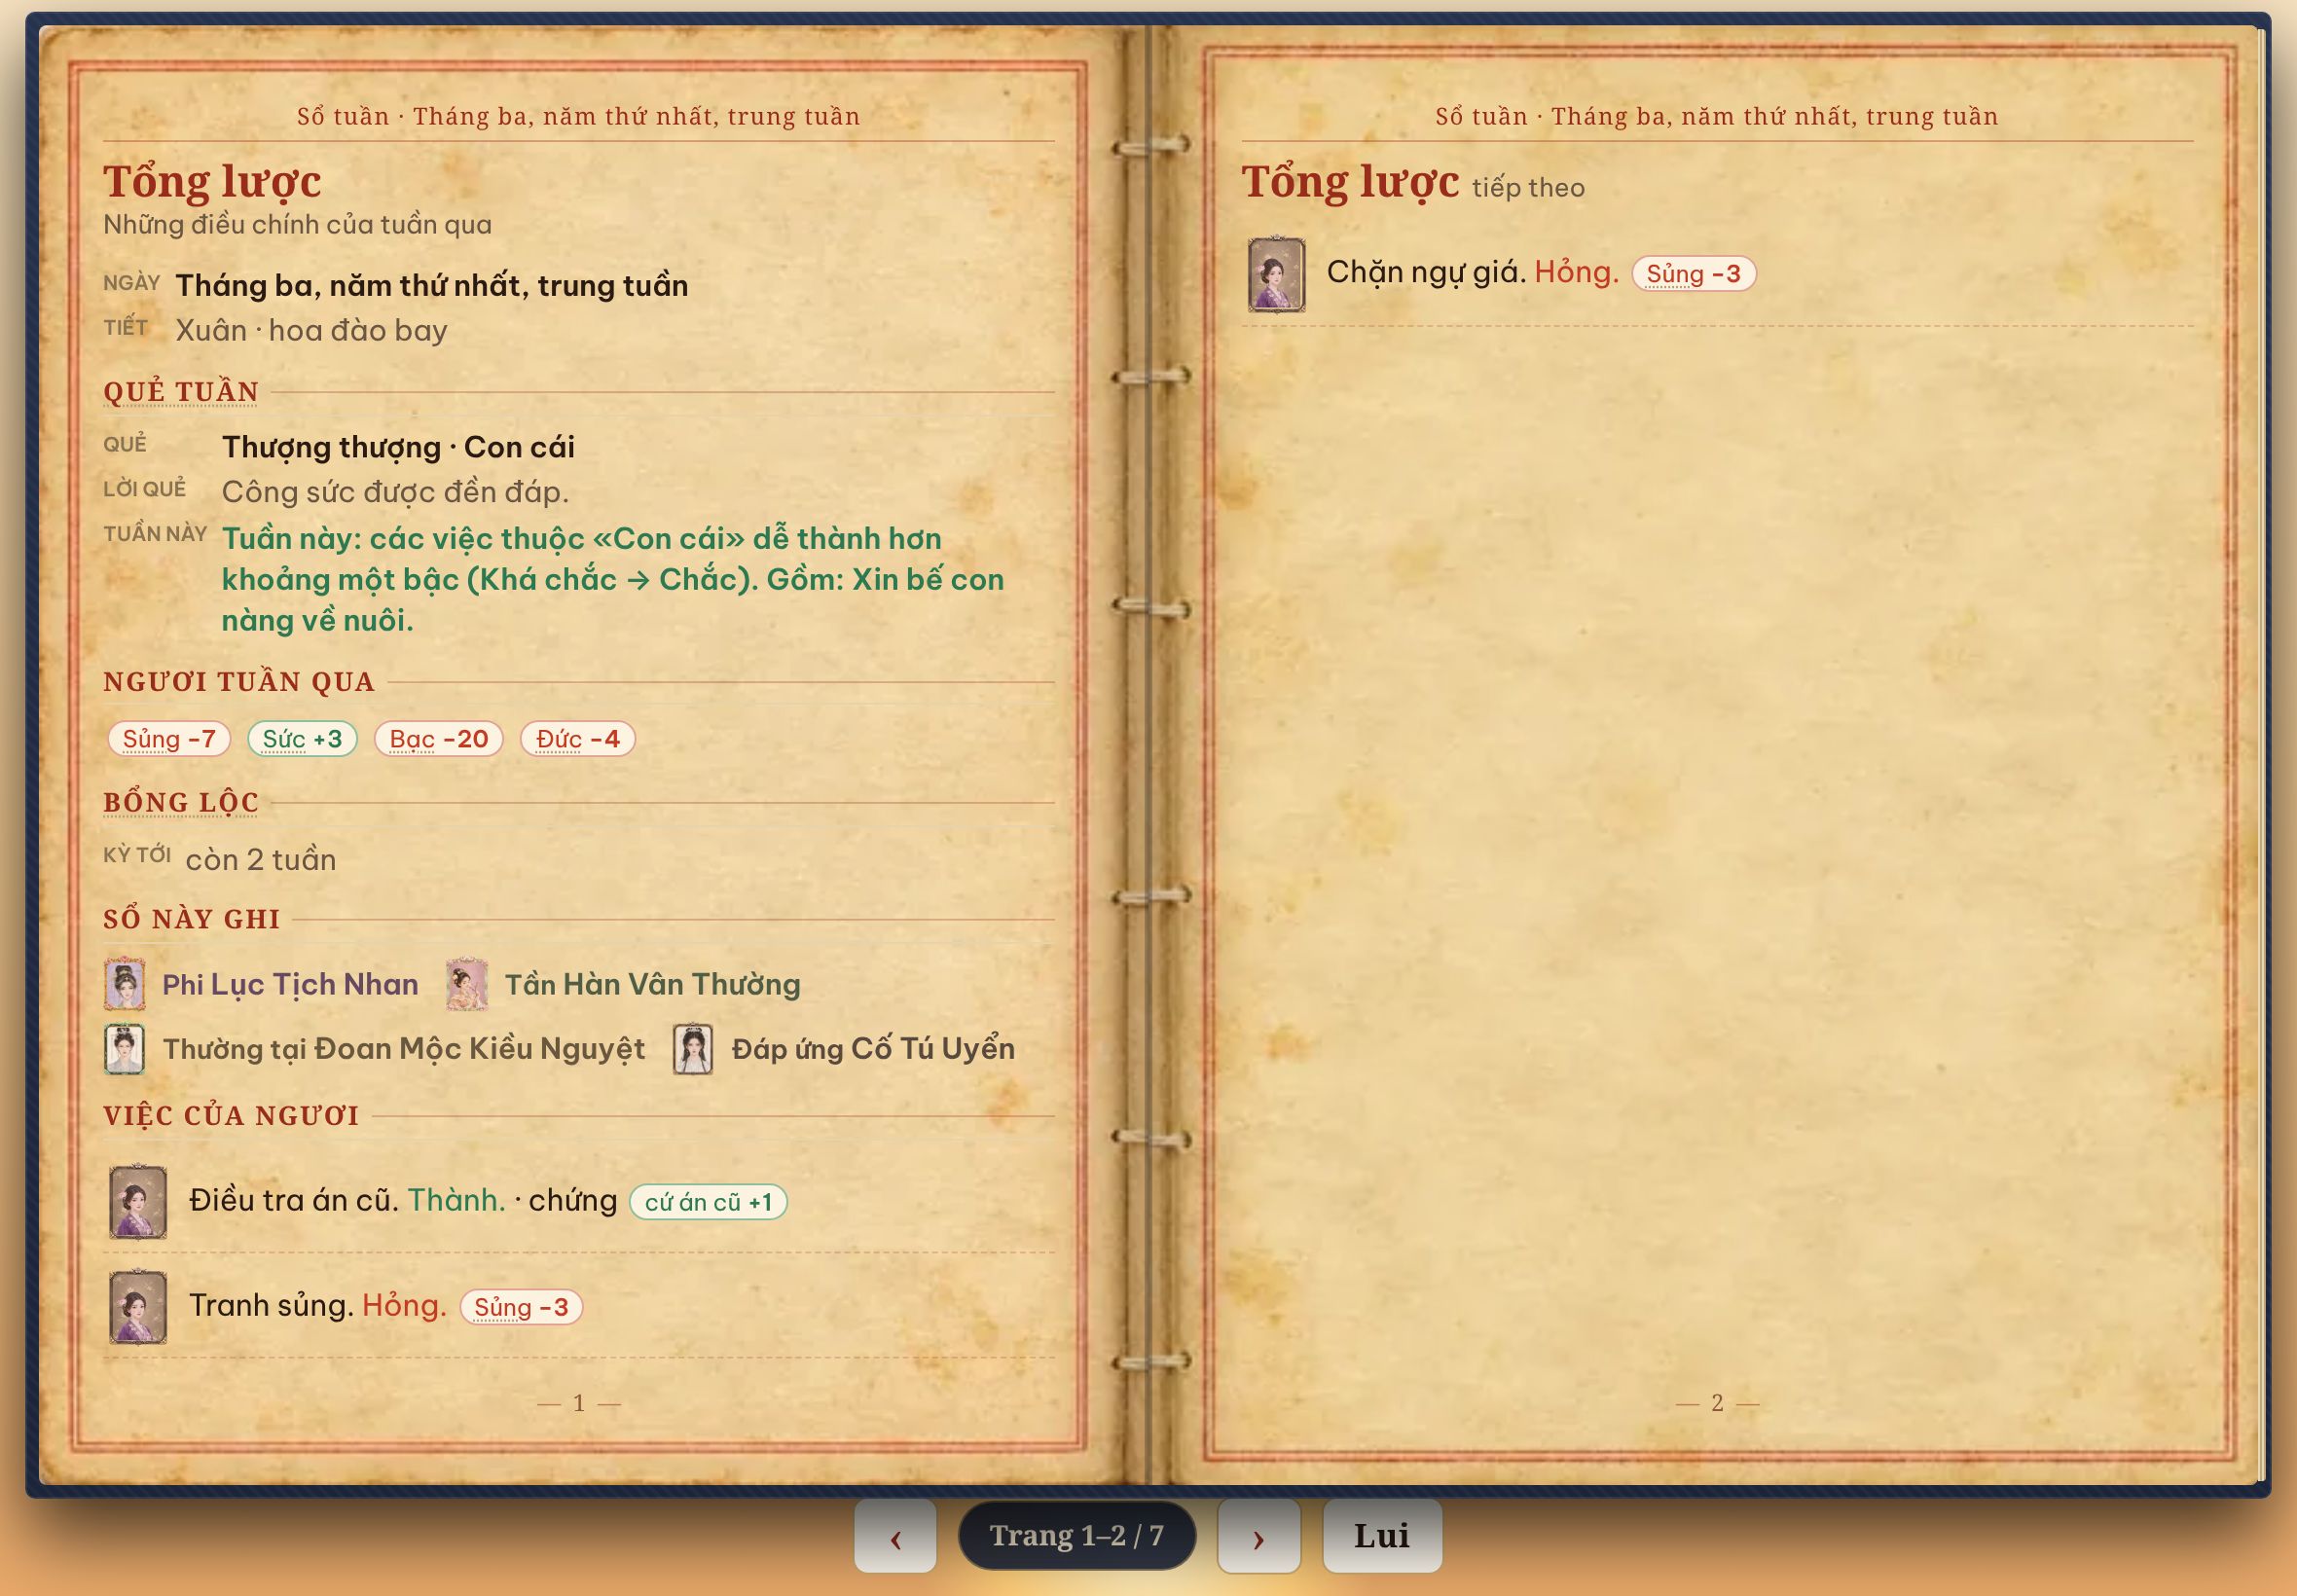 Sổ tuần · Tháng ba, năm thứ nhất, trung tuần
Tổng lược
Những điều chính của tuần qua
NGÀY Tháng ba, năm thứ nhất, trung tuần
TIẾT Xuân · hoa đào bay
QUẺ TUẦN
QUẺ Thượng thượng · Con cái
LỜI QUẺ Công sức được đền đáp.
TUẦN NÀY Tuần này: các việc thuộc «Con cái» dễ thành hơn
khoảng một bậc (Khá chắc → Chắc). Gồm: Xin bế con
nàng về nuôi.
NGƯƠI TUẦN QUA
Sủng −7 Sức +3 Bạc −20 Đức −4
BỔNG LỘC
KỲ TỚI còn 2 tuần
SỔ NÀY GHI
Phi Lục Tịch Nhan Tần Hàn Vân Thường
Thường tại Đoan Mộc Kiều Nguyệt Đáp ứng Cố Tú Uyển
VIỆC CỦA NGƯƠI
Điều tra án cũ. Thành. · chứng cứ án cũ +1
Tranh sủng. Hỏng. Sủng −3
— 1 —
Sổ tuần · Tháng ba, năm thứ nhất, trung tuần
Tổng lược tiếp theo
Chặn ngự giá. Hỏng. Sủng −3
— 2 —
‹ Trang 1–2 / 7 › Lui